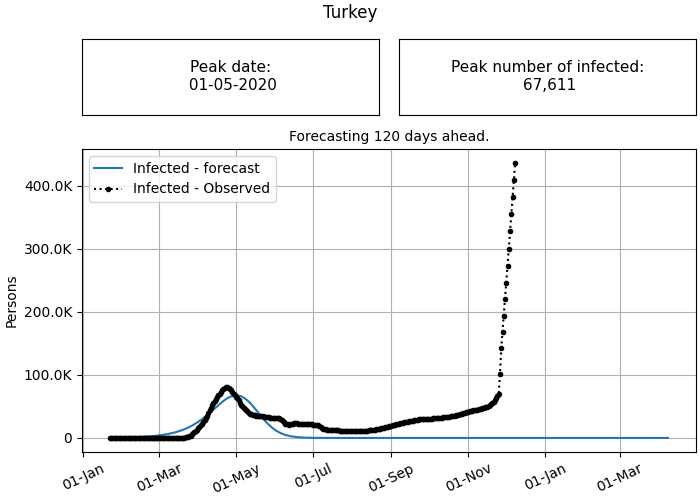 Turkey
Peak date:
01-05-2020
Peak number of infected:
67,611
Forecasting 120 days ahead.
Infected - forecast
Infected - Observed
400.0K
300.0K
200.0K
100.0K
0
Persons
01-Jan
01-Mar
01-May
01-Jul
01-Sep
01-Nov
01-Jan
01-Mar